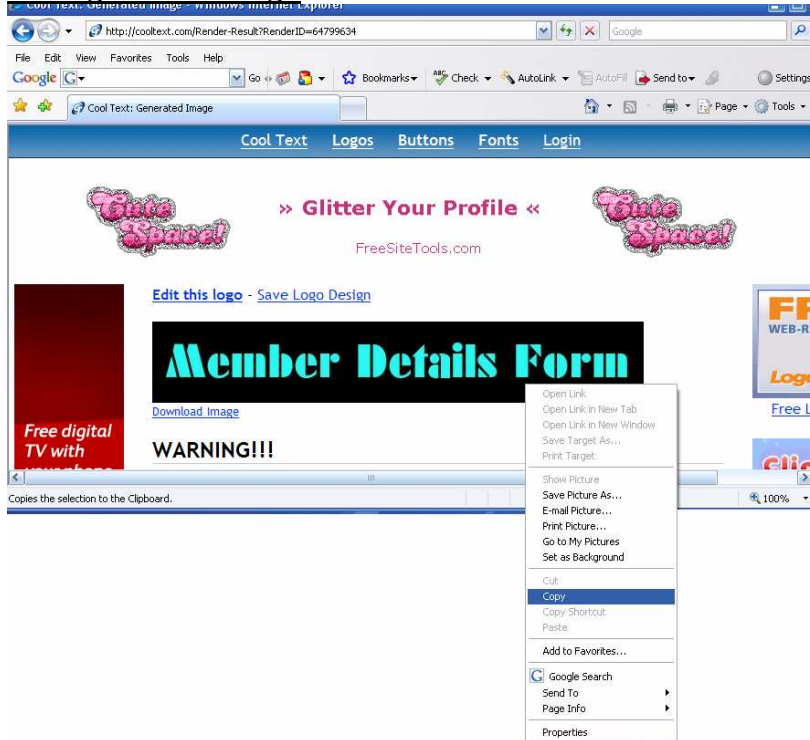 Cool Text: Generated Image - Windows Internet Explorer
http://cooltext.com/Render-Result?RenderID=64799634
Google
File Edit View Favorites Tools Help
Google G Go Bookmarks Check AutoLink AutoFill Send to Settings
Cool Text: Generated Image
Page Tools
Cool Text Logos Buttons Fonts Login
Cute Space!
» Glitter Your Profile «
FreeSiteTools.com
Cute Space!
Edit this logo - Save Logo Design
Member Details Form
Download Image
WARNING!!!
Free digital
TV with
WEB-R
Logo
Free L
Open Link
Open Link in New Tab
Open Link in New Window
Save Target As...
Print Target
Show Picture
Save Picture As...
E-mail Picture...
Print Picture...
Go to My Pictures
Set as Background
Cut
Copy
Copy Shortcut
Paste
Add to Favorites...
Google Search
Send To
Page Info
Properties
Copies the selection to the Clipboard.
100%